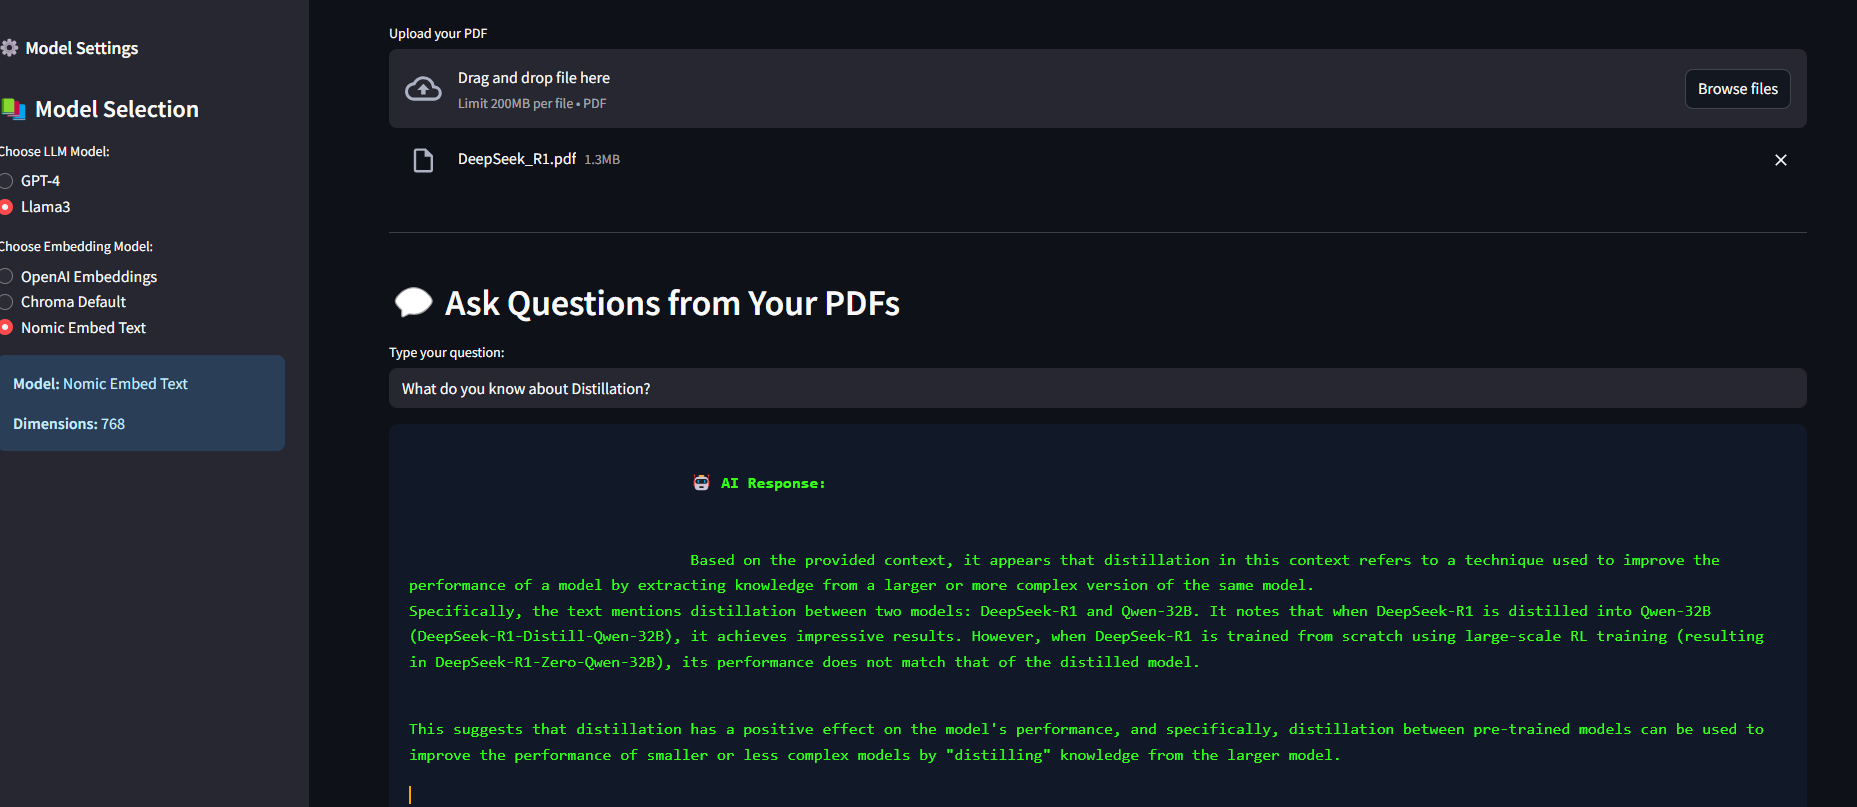 Model Settings
Model Selection
Choose LLM Model:
GPT-4
Llama3
Choose Embedding Model:
OpenAI Embeddings
Chroma Default
Nomic Embed Text
Model: Nomic Embed Text
Dimensions: 768
Upload your PDF
Drag and drop file here
Limit 200MB per file • PDF
Browse files
DeepSeek_R1.pdf 1.3MB
Ask Questions from Your PDFs
Type your question:
What do you know about Distillation?
AI Response:
Based on the provided context, it appears that distillation in this context refers to a technique used to improve the
performance of a model by extracting knowledge from a larger or more complex version of the same model.
Specifically, the text mentions distillation between two models: DeepSeek-R1 and Qwen-32B. It notes that when DeepSeek-R1 is distilled into Qwen-32B
(DeepSeek-R1-Distill-Qwen-32B), it achieves impressive results. However, when DeepSeek-R1 is trained from scratch using large-scale RL training (resulting
in DeepSeek-R1-Zero-Qwen-32B), its performance does not match that of the distilled model.
This suggests that distillation has a positive effect on the model's performance, and specifically, distillation between pre-trained models can be used to
improve the performance of smaller or less complex models by "distilling" knowledge from the larger model.